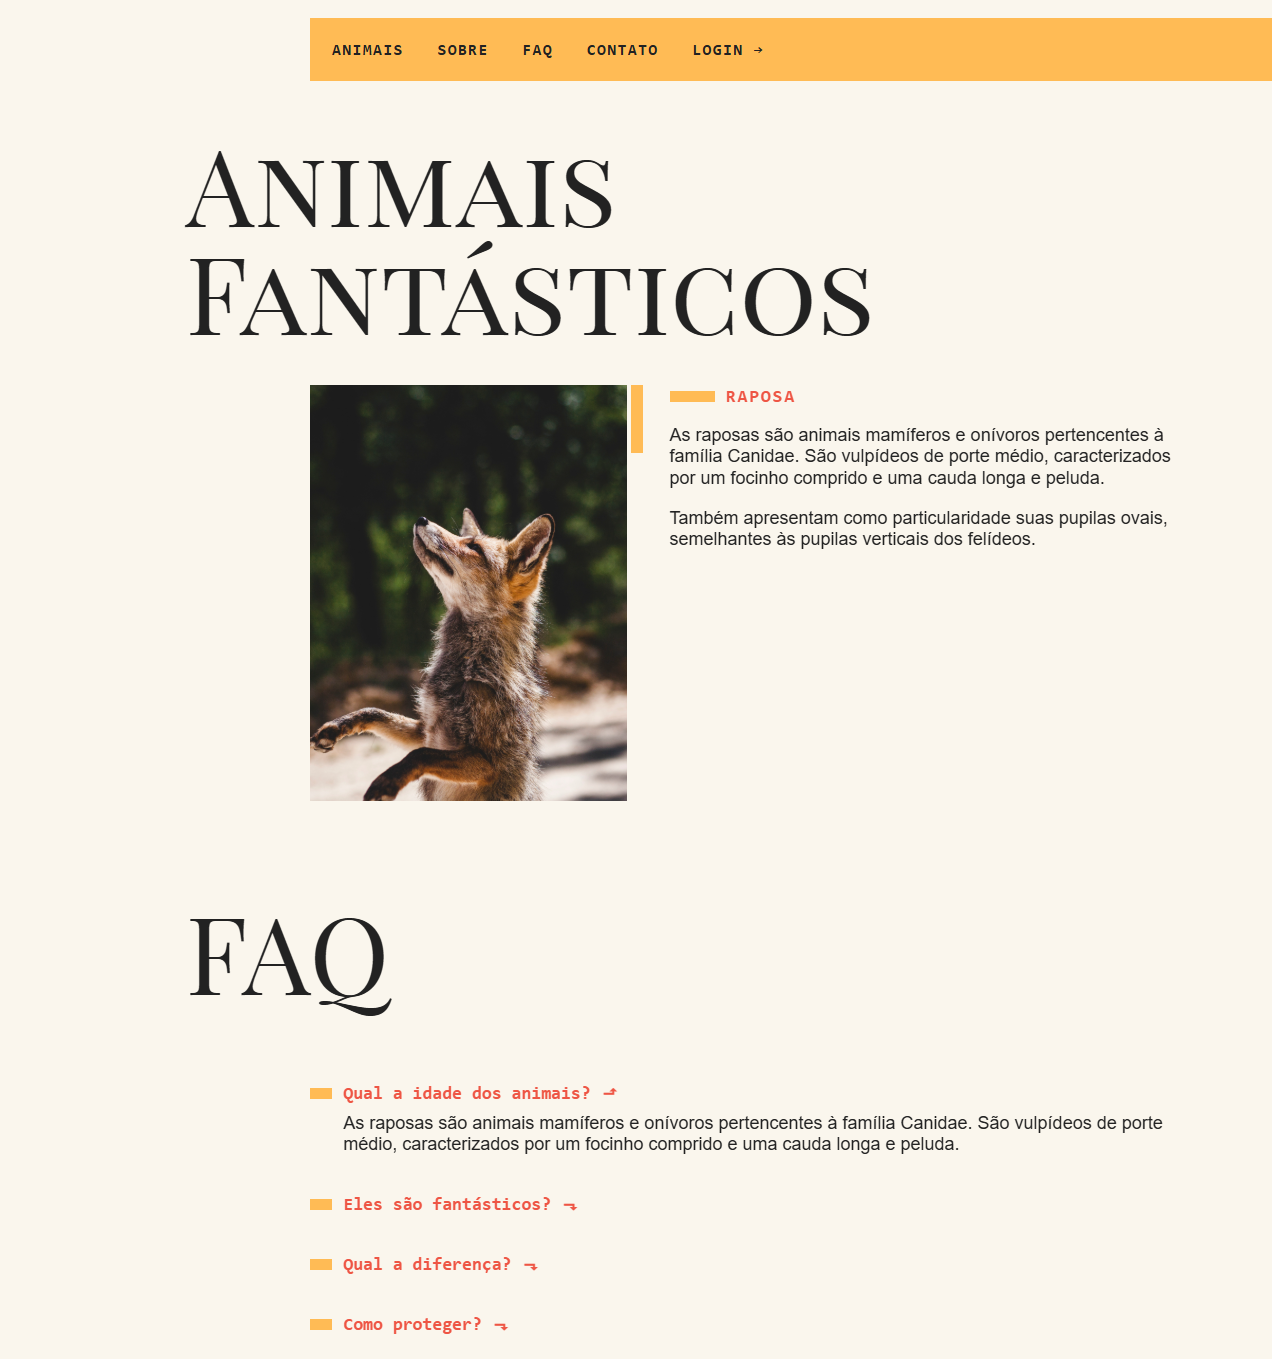 ANIMAIS SOBRE FAQ CONTATO LOGIN →
ANIMAIS
FANTÁSTICOS
RAPOSA
As raposas são animais mamíferos e onívoros pertencentes à
família Canidae. São vulpídeos de porte médio, caracterizados
por um focinho comprido e uma cauda longa e peluda.
Também apresentam como particularidade suas pupilas ovais,
semelhantes às pupilas verticais dos felídeos.
FAQ
Qual a idade dos animais? ⬏
As raposas são animais mamíferos e onívoros pertencentes à família Canidae. São vulpídeos de porte
médio, caracterizados por um focinho comprido e uma cauda longa e peluda.
Eles são fantásticos? ⬎
Qual a diferença? ⬎
Como proteger? ⬎